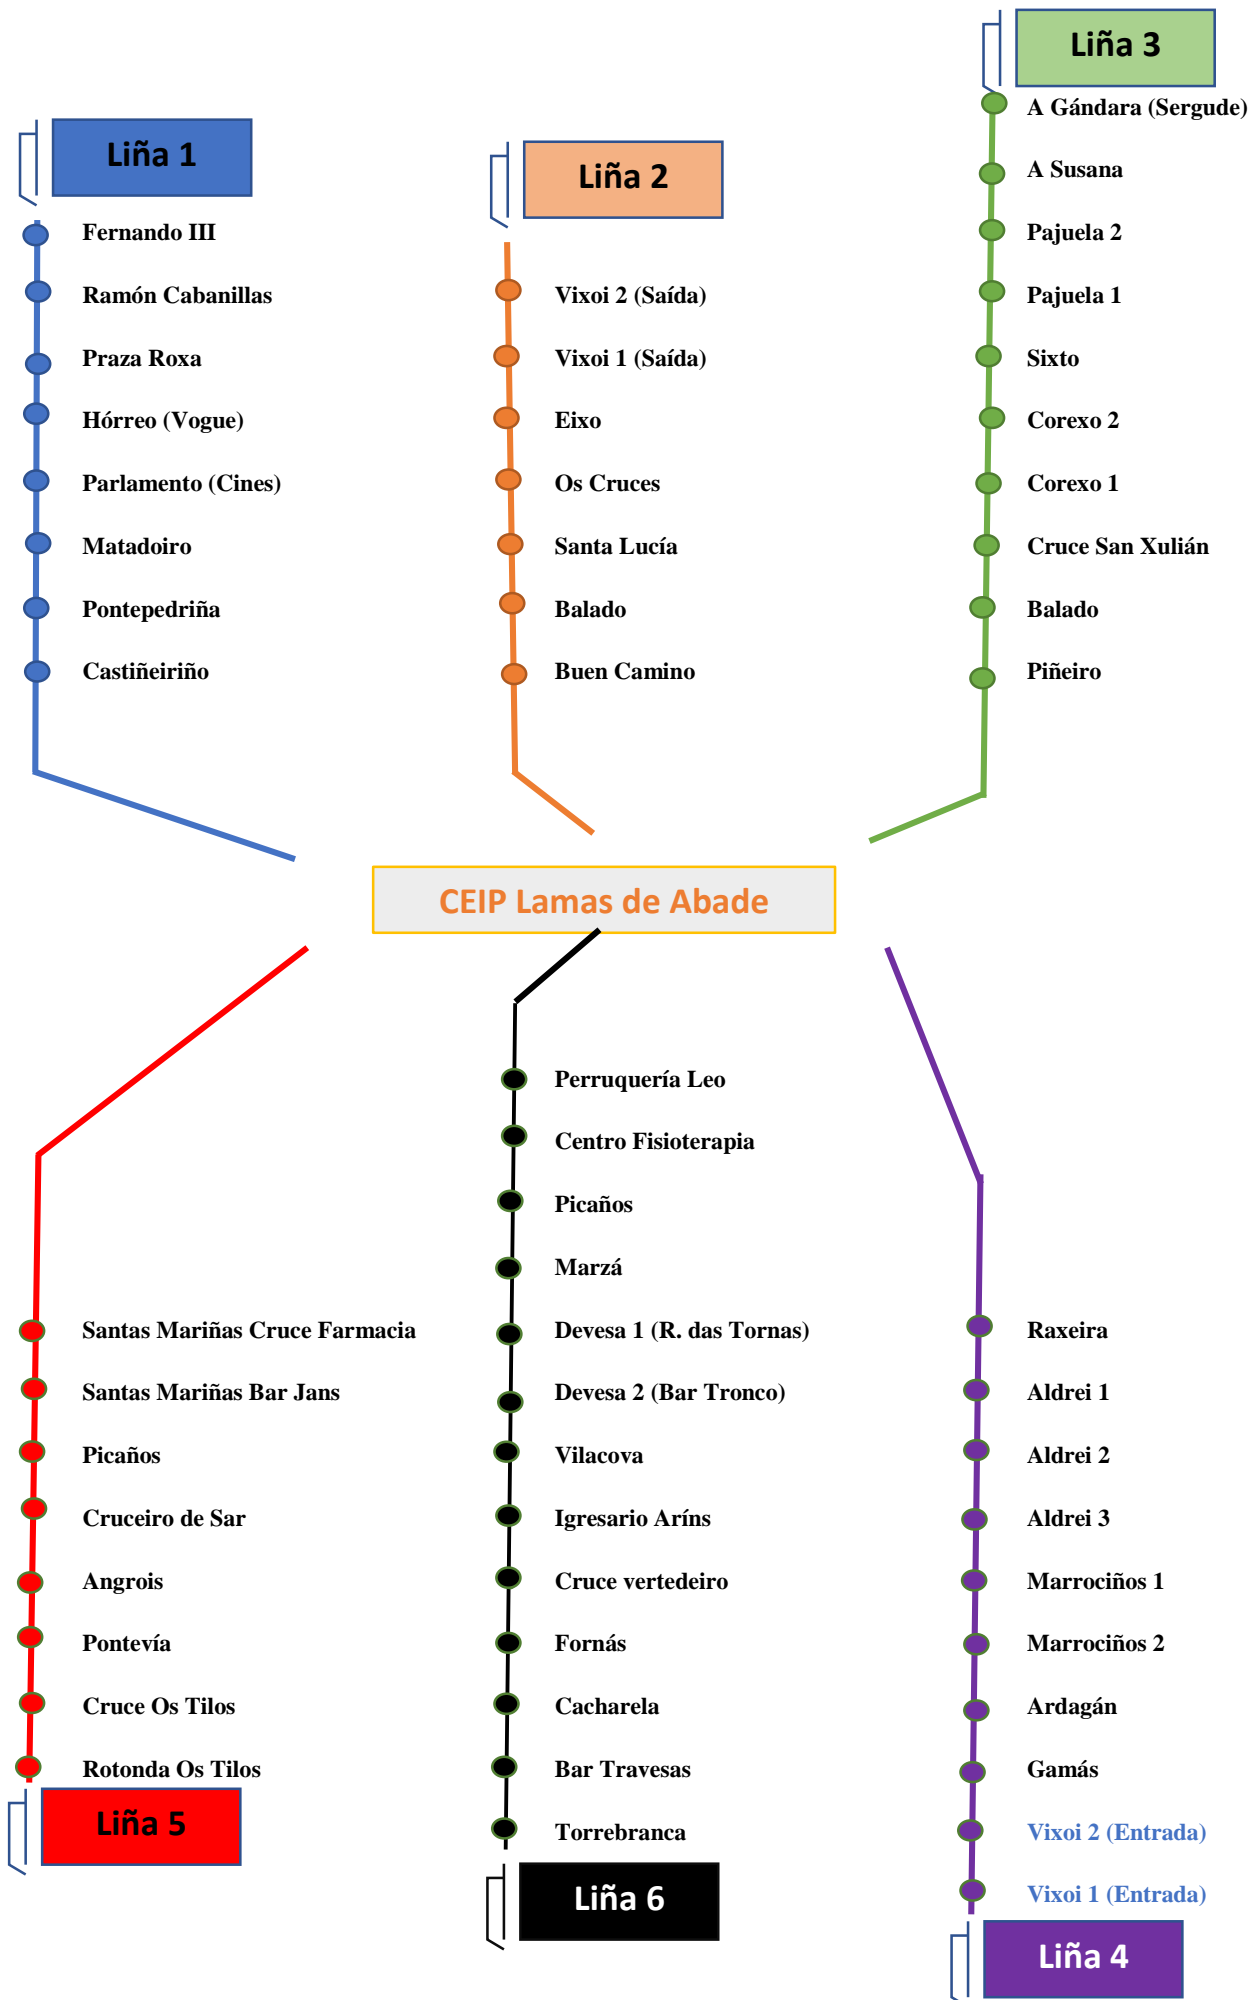 Liña 1
Fernando III
Ramón Cabanillas
Praza Roxa
Hórreo (Vogue)
Parlamento (Cines)
Matadoiro
Pontepedriña
Castiñeiriño
Liña 2
Vixoi 2 (Saída)
Vixoi 1 (Saída)
Eixo
Os Cruces
Santa Lucía
Balado
Buen Camino
Liña 3
A Gándara (Sergude)
A Susana
Pajuela 2
Pajuela 1
Sixto
Corexo 2
Corexo 1
Cruce San Xulián
Balado
Piñeiro
CEIP Lamas de Abade
Santas Mariñas Cruce Farmacia
Santas Mariñas Bar Jans
Picaños
Cruceiro de Sar
Angrois
Pontevía
Cruce Os Tilos
Rotonda Os Tilos
Liña 5
Perruquería Leo
Centro Fisioterapia
Picaños
Marzá
Devesa 1 (R. das Tornas)
Devesa 2 (Bar Tronco)
Vilacova
Igresario Aríns
Cruce vertedeiro
Fornás
Cacharela
Bar Travesas
Torrebranca
Liña 6
Raxeira
Aldrei 1
Aldrei 2
Aldrei 3
Marrociños 1
Marrociños 2
Ardagán
Gamás
Vixoi 2 (Entrada)
Vixoi 1 (Entrada)
Liña 4